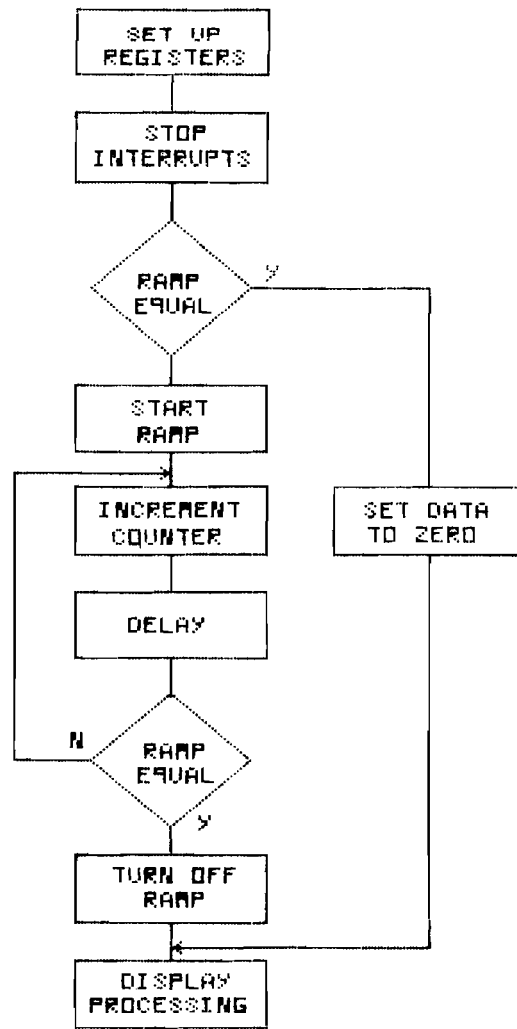 SET UP
REGISTERS
STOP
INTERRUPTS
RAMP
EQUAL
Y
START
RAMP
INCREMENT
COUNTER
SET DATA
TO ZERO
DELAY
N
RAMP
EQUAL
Y
TURN OFF
RAMP
DISPLAY
PROCESSING